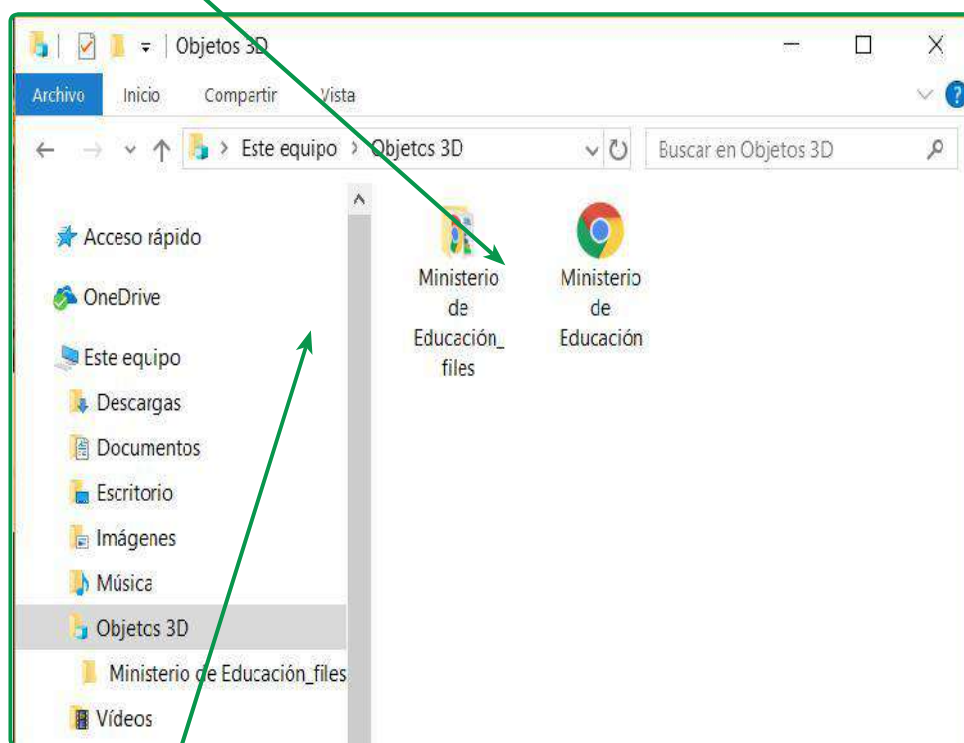 Objetos 3D
Archivo Inicio Compartir Vista
Este equipo > Objetos 3D
Buscar en Objetos 3D
Acceso rápido
OneDrive
Este equipo
Descargas
Documentos
Escritorio
Imágenes
Música
Objetos 3D
Ministerio de Educación_files
Vídeos
Ministerio
de
Educación_
files
Ministerio
de
Educación